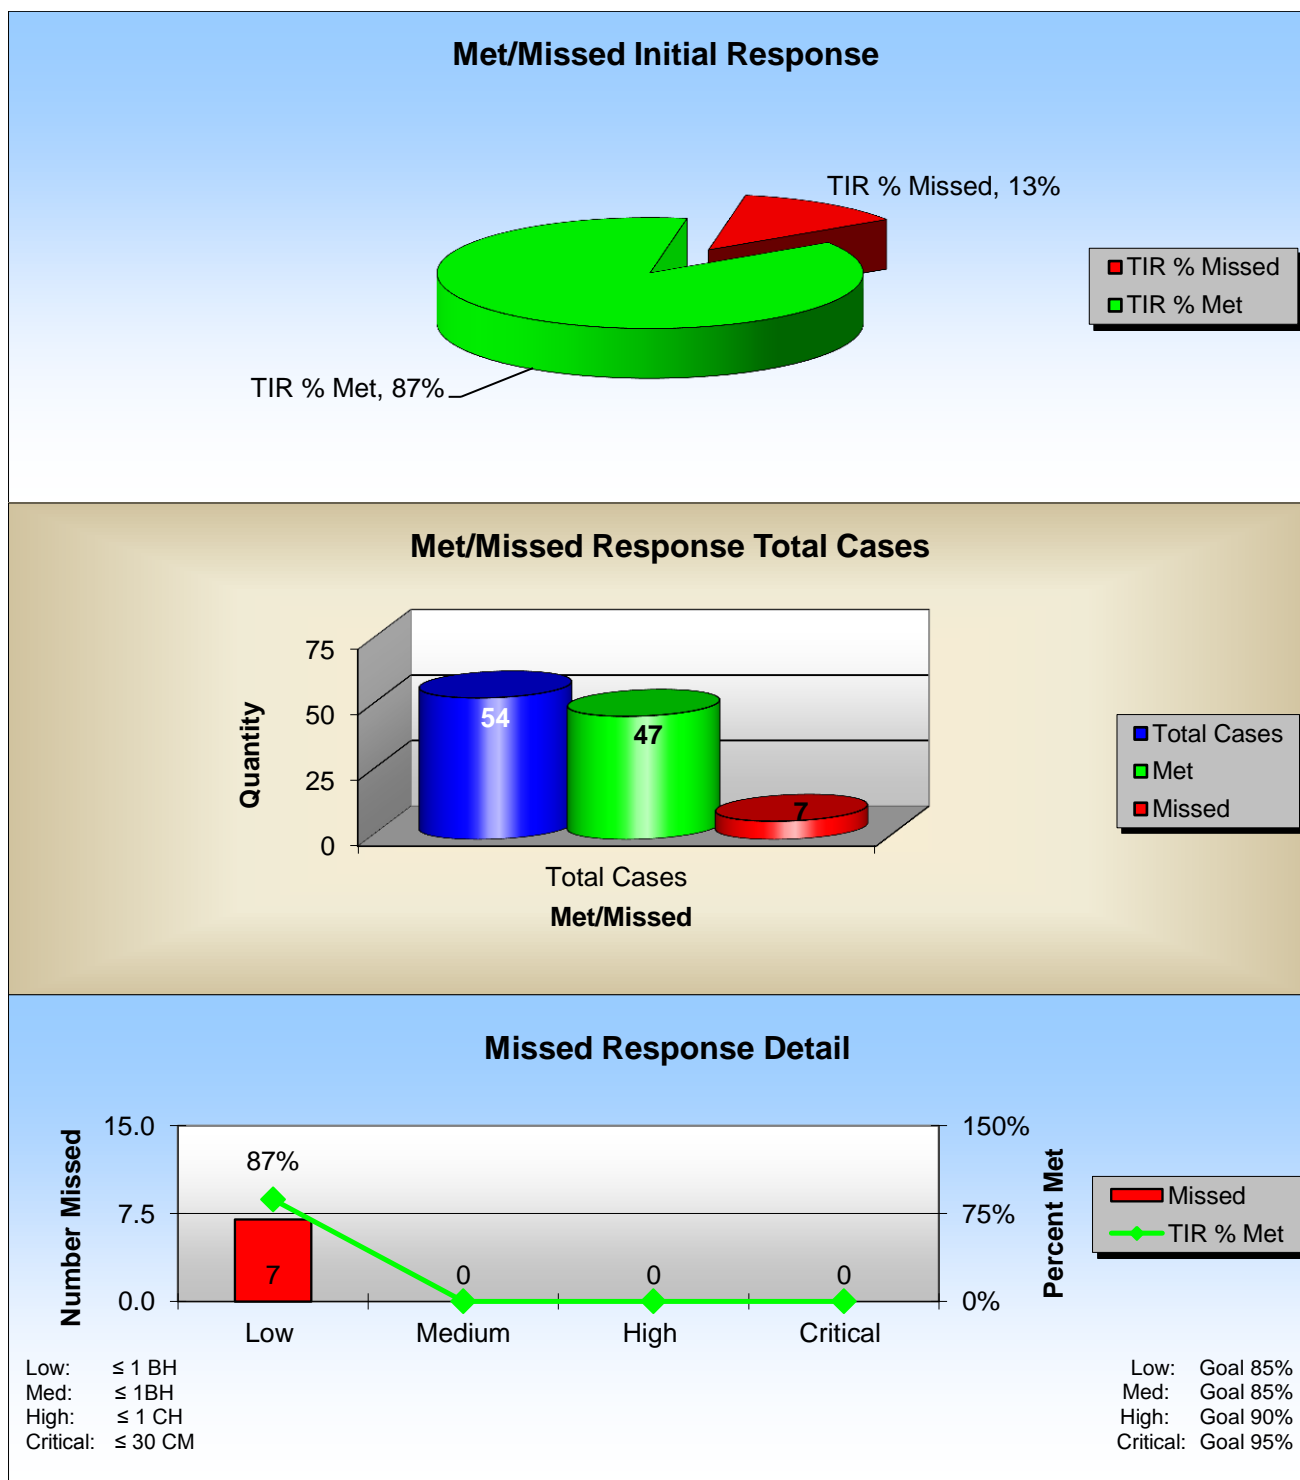 Met/Missed Initial Response
TIR % Missed, 13%
TIR % Missed
TIR % Met
TIR % Met, 87%
Met/Missed Response Total Cases
75
50
25
0
Quantity
54
47
7
Total Cases
Met/Missed
Total Cases
Met
Missed
Missed Response Detail
15.0
7.5
0.0
Number Missed
87%
7
0
0
0
150%
75%
0%
Percent Met
Low
Medium
High
Critical
Missed
TIR % Met
Low: ≤ 1 BH
Med: ≤ 1BH
High: ≤ 1 CH
Critical: ≤ 30 CM
Low: Goal 85%
Med: Goal 85%
High: Goal 90%
Critical: Goal 95%